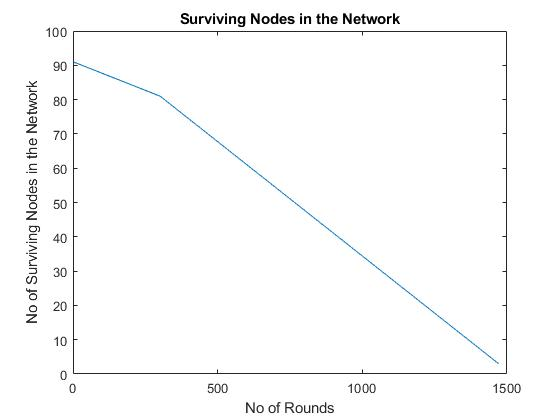 Surviving Nodes in the Network
100
90
80
70
60
50
40
30
20
10
0
No of Surviving Nodes in the Network
0 500 1000 1500
No of Rounds